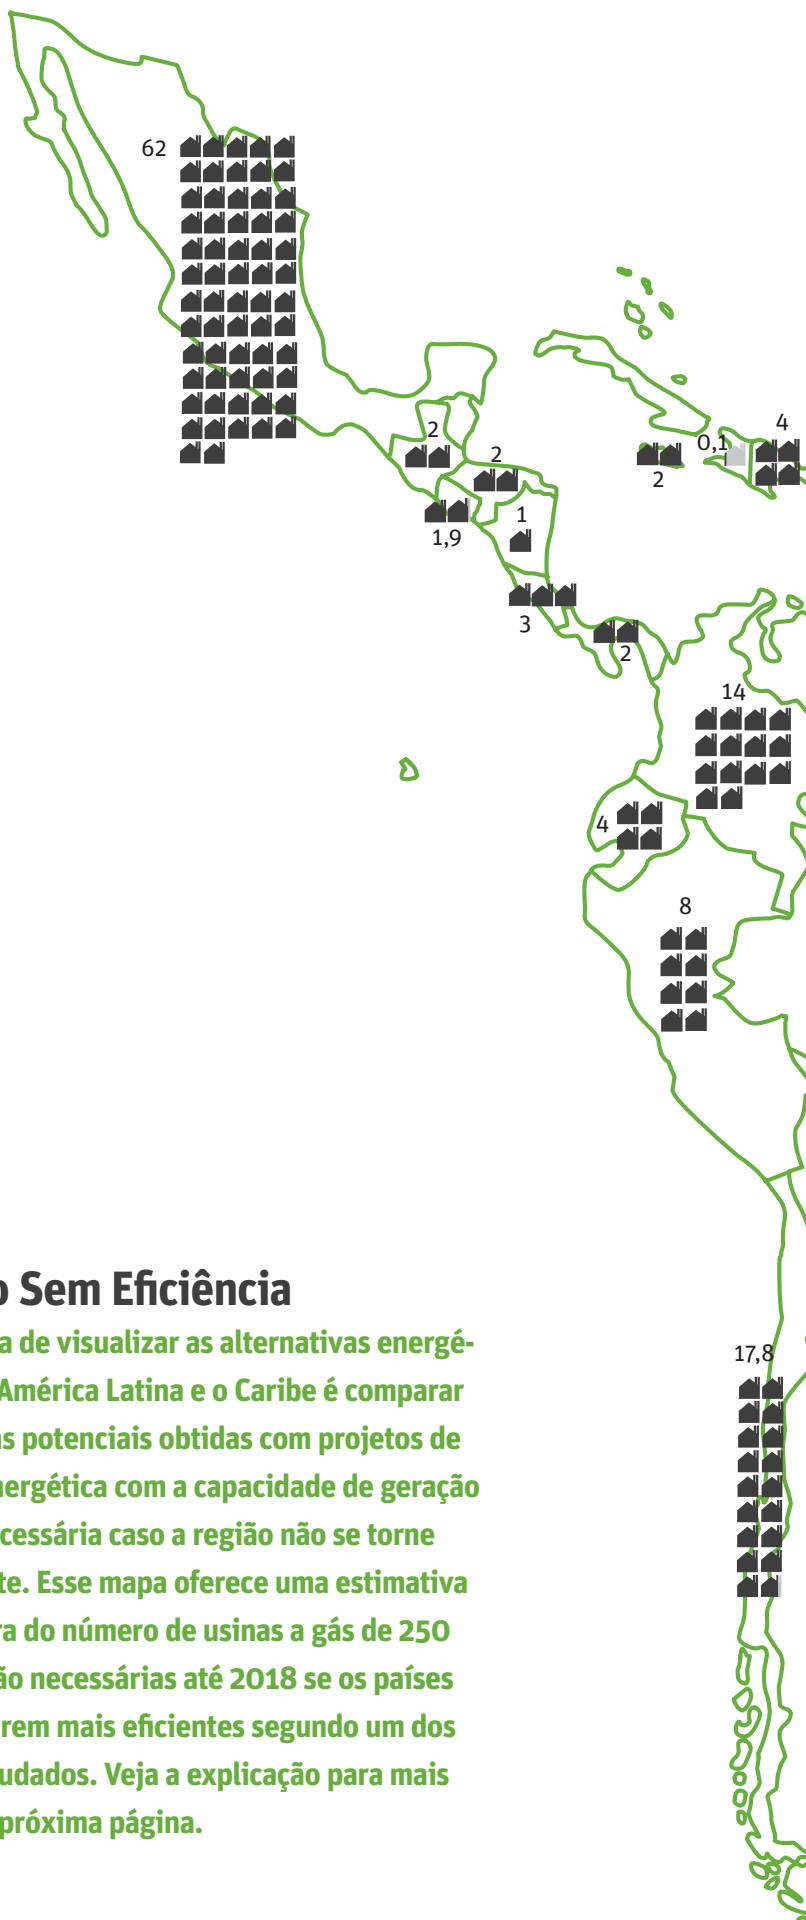 62
4
0,1
2
2
2
1
1,9
3
2
14
4
8
17,8
o Sem Eficiência
a de visualizar as alternativas energé-
América Latina e o Caribe é comparar
as potenciais obtidas com projetos de
nergética com a capacidade de geração
cessária caso a região não se torne
te. Esse mapa oferece uma estimativa
ra do número de usinas a gás de 250
ão necessárias até 2018 se os países
rem mais eficientes segundo um dos
udados. Veja a explicação para mais
próxima página.